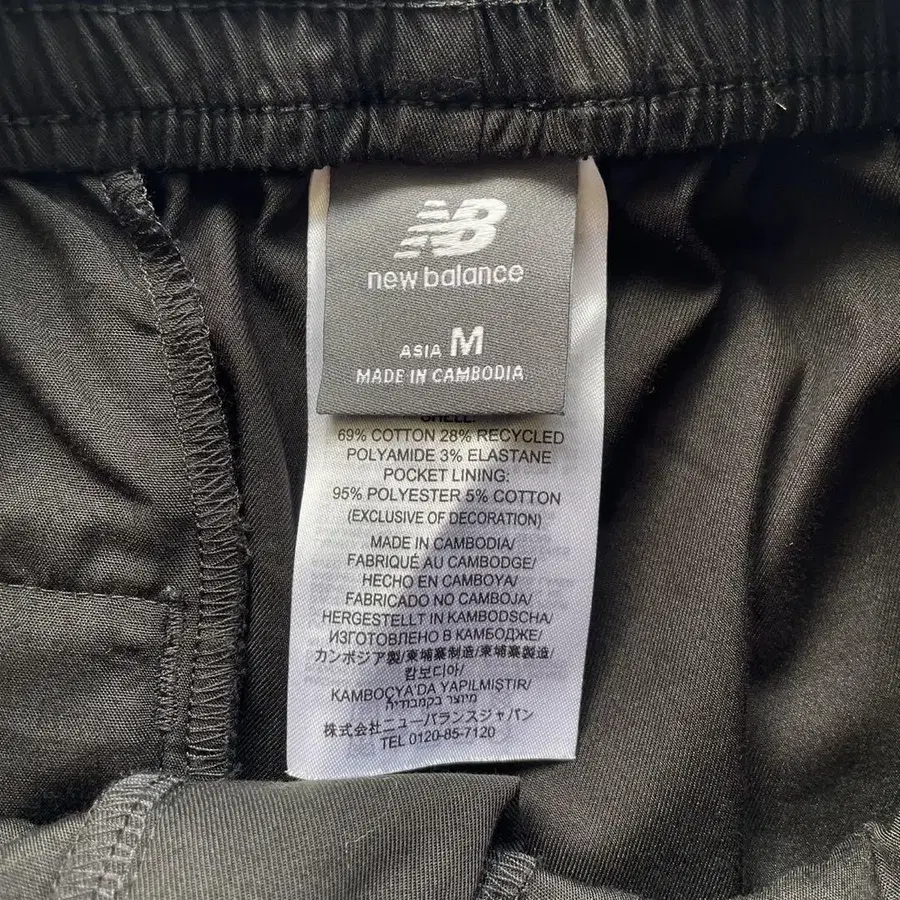 NB
new balance
ASIA M
MADE IN CAMBODIA
SHELL:
69% COTTON 28% RECYCLED
POLYAMIDE 3% ELASTANE
POCKET LINING:
95% POLYESTER 5% COTTON
(EXCLUSIVE OF DECORATION)
MADE IN CAMBODIA/
FABRIQUÉ AU CAMBODGE/
HECHO EN CAMBOYA/
FABRICADO NO CAMBOJA/
HERGESTELLT IN KAMBODSCHA/
ИЗГОТОВЛЕНО В КАМБОДЖЕ/
カンボジア製/柬埔寨制造/柬埔寨製造/
캄보디아/
KAMBOÇYA'DA YAPILMIŞTIR/
מיוצר בקמבודיה
株式会社ニューバランスジャパン
TEL 0120-85-7120